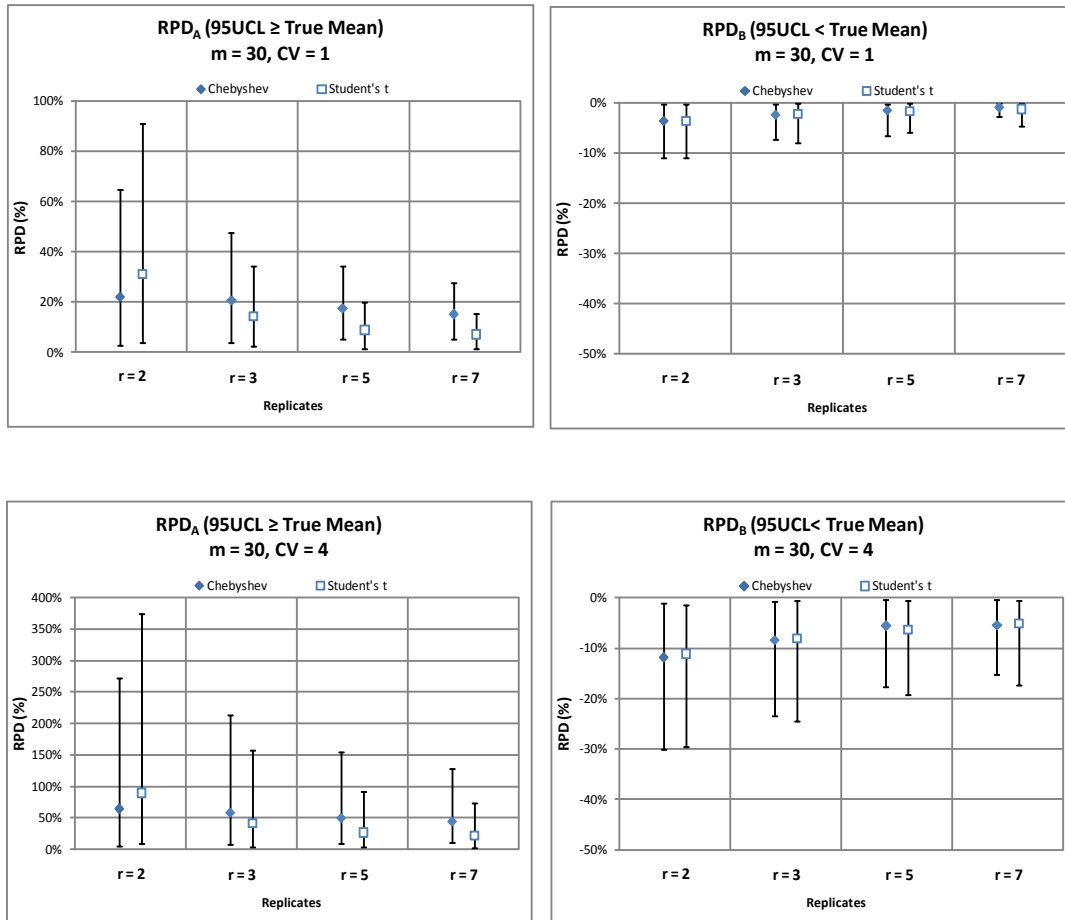 RPDA (95UCL ≥ True Mean)
m = 30, CV = 1
Chebyshev Student's t
100%
80%
60%
40%
20%
0%
RPD (%)
r = 2 r = 3 r = 5 r = 7
Replicates
RPDB (95UCL < True Mean)
m = 30, CV = 1
Chebyshev Student's t
0%
-10%
-20%
-30%
-40%
-50%
RPD (%)
r = 2 r = 3 r = 5 r = 7
Replicates
RPDA (95UCL ≥ True Mean)
m = 30, CV = 4
Chebyshev Student's t
400%
350%
300%
250%
200%
150%
100%
50%
0%
RPD (%)
r = 2 r = 3 r = 5 r = 7
Replicates
RPDB (95UCL< True Mean)
m = 30, CV = 4
Chebyshev Student's t
0%
-10%
-20%
-30%
-40%
-50%
RPD (%)
r = 2 r = 3 r = 5 r = 7
Replicates